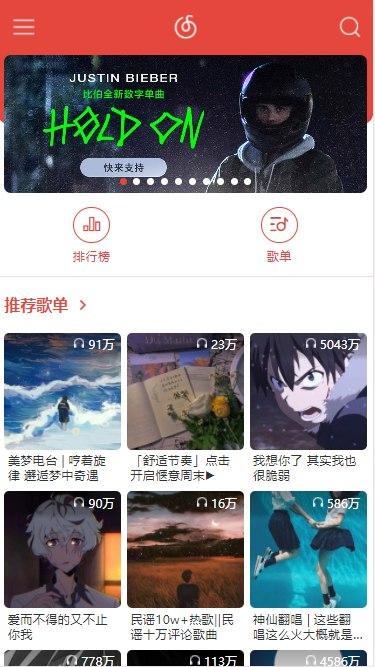 JUSTIN BIEBER
比伯全新数字单曲
HOLD ON
快来支持
排行榜
歌单
推荐歌单
91万
23万
5043万
美梦电台 | 哼着旋
律 邂逅梦中奇遇
「舒适节奏」点击
开启惬意周末▶
我想你了 其实我也
很脆弱
90万
16万
586万
爱而不得的又不止
你我
民谣10w+热歌||民
谣十万评论歌曲
神仙翻唱 | 这些翻
唱这么火大概就是...
778万
113万
4586万